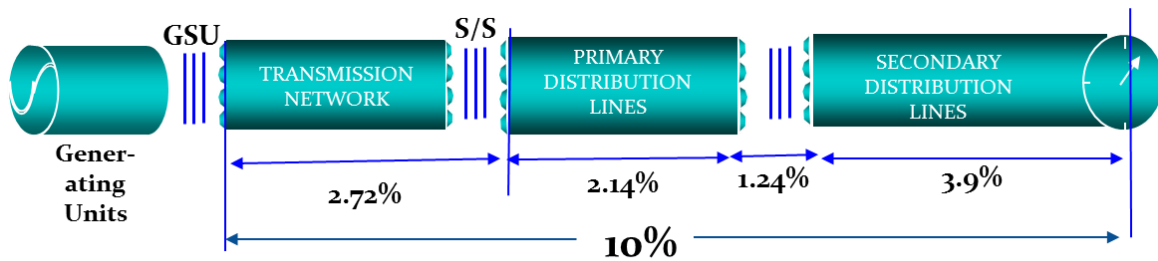 GSU
S/S
TRANSMISSION
NETWORK
PRIMARY
DISTRIBUTION
LINES
SECONDARY
DISTRIBUTION
LINES
Gener-
ating
Units
2.72%
2.14%
1.24%
3.9%
10%